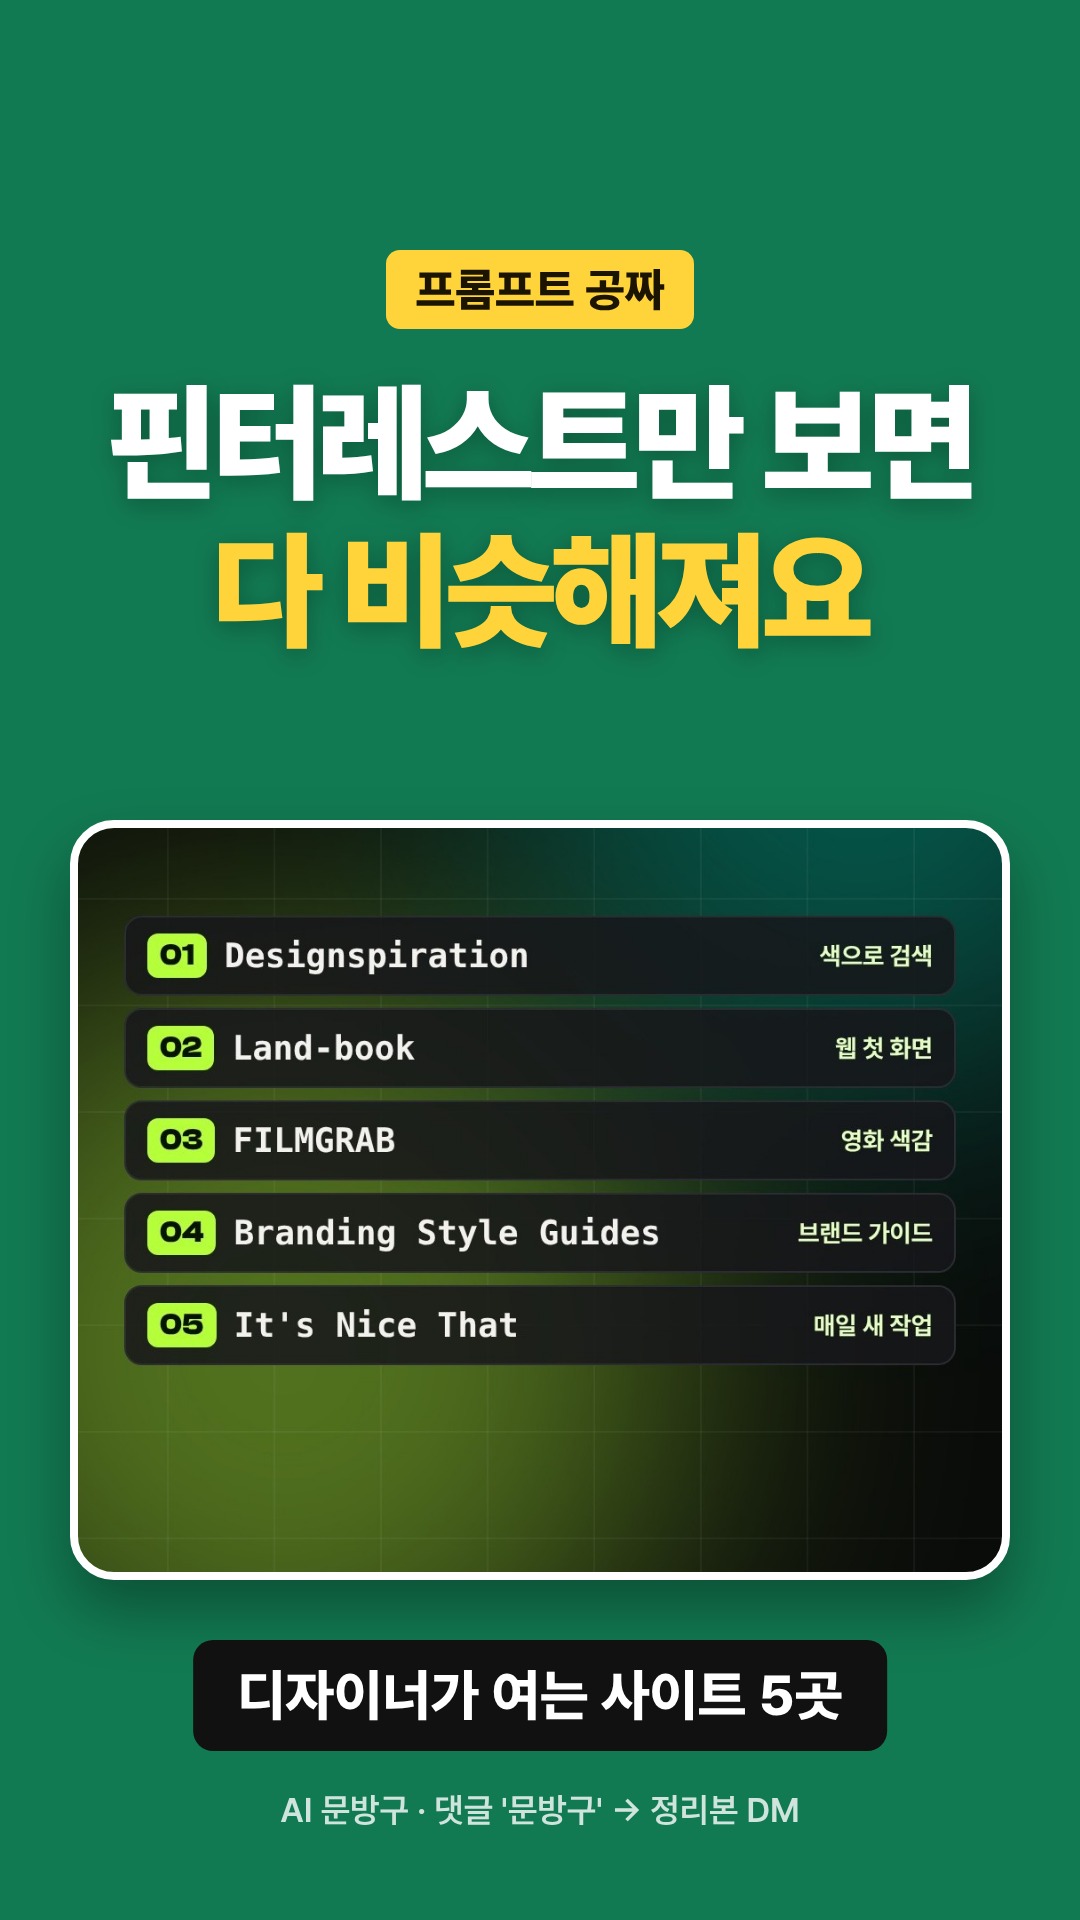 프롬프트 공짜
핀터레스트만 보면
다 비슷해져요
01 Designspiration 색으로 검색
02 Land-book 웹 첫 화면
03 FILMGRAB 영화 색감
04 Branding Style Guides 브랜드 가이드
05 It's Nice That 매일 새 작업
디자이너가 여는 사이트 5곳
AI 문방구 · 댓글 '문방구' → 정리본 DM